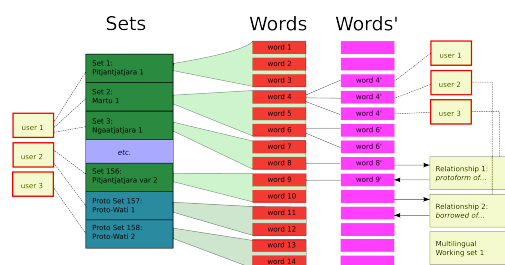 Sets
Words
Words'
user 1
user 2
user 3
Set 1:
Pitjantjatjara 1
Set 2:
Martu 1
Set 3:
Ngaatjatjara 1
etc.
Set 156:
Pitjantjatjara var 2
Proto Set 157:
Proto-Wati 1
Proto Set 158:
Proto-Wati 2
word 1
word 2
word 3
word 4
word 5
word 6
word 7
word 8
word 9
word 10
word 11
word 12
word 13
word 14
word 4'
word 4'
word 4'
word 6'
word 6'
word 8'
word 9'
user 1
user 2
user 3
Relationship 1:
protoform of...
Relationship 2:
borrowed of...
Multilingual
Working set 1